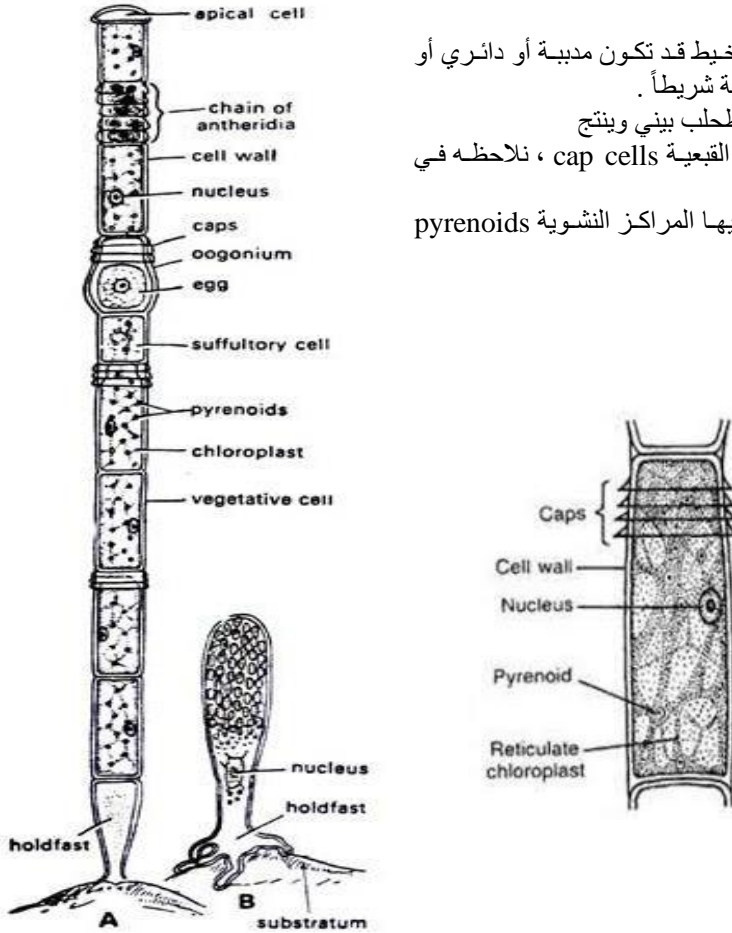 خيط قد تكون مدببة أو دائري أو
ة شريطاً .
طحلب بيني وينتج
القبعية cap cells ، نلاحظه في
يها المراكز النشوية pyrenoids
apical cell
chain of
antheridia
cell wall
nucleus
caps
oogonium
egg
suffultory cell
pyrenoids
chloroplast
vegetative cell
nucleus
holdfast
holdfast
A
B
substratum
Caps
Cell wall
Nucleus
Pyrenoid
Reticulate
chloroplast